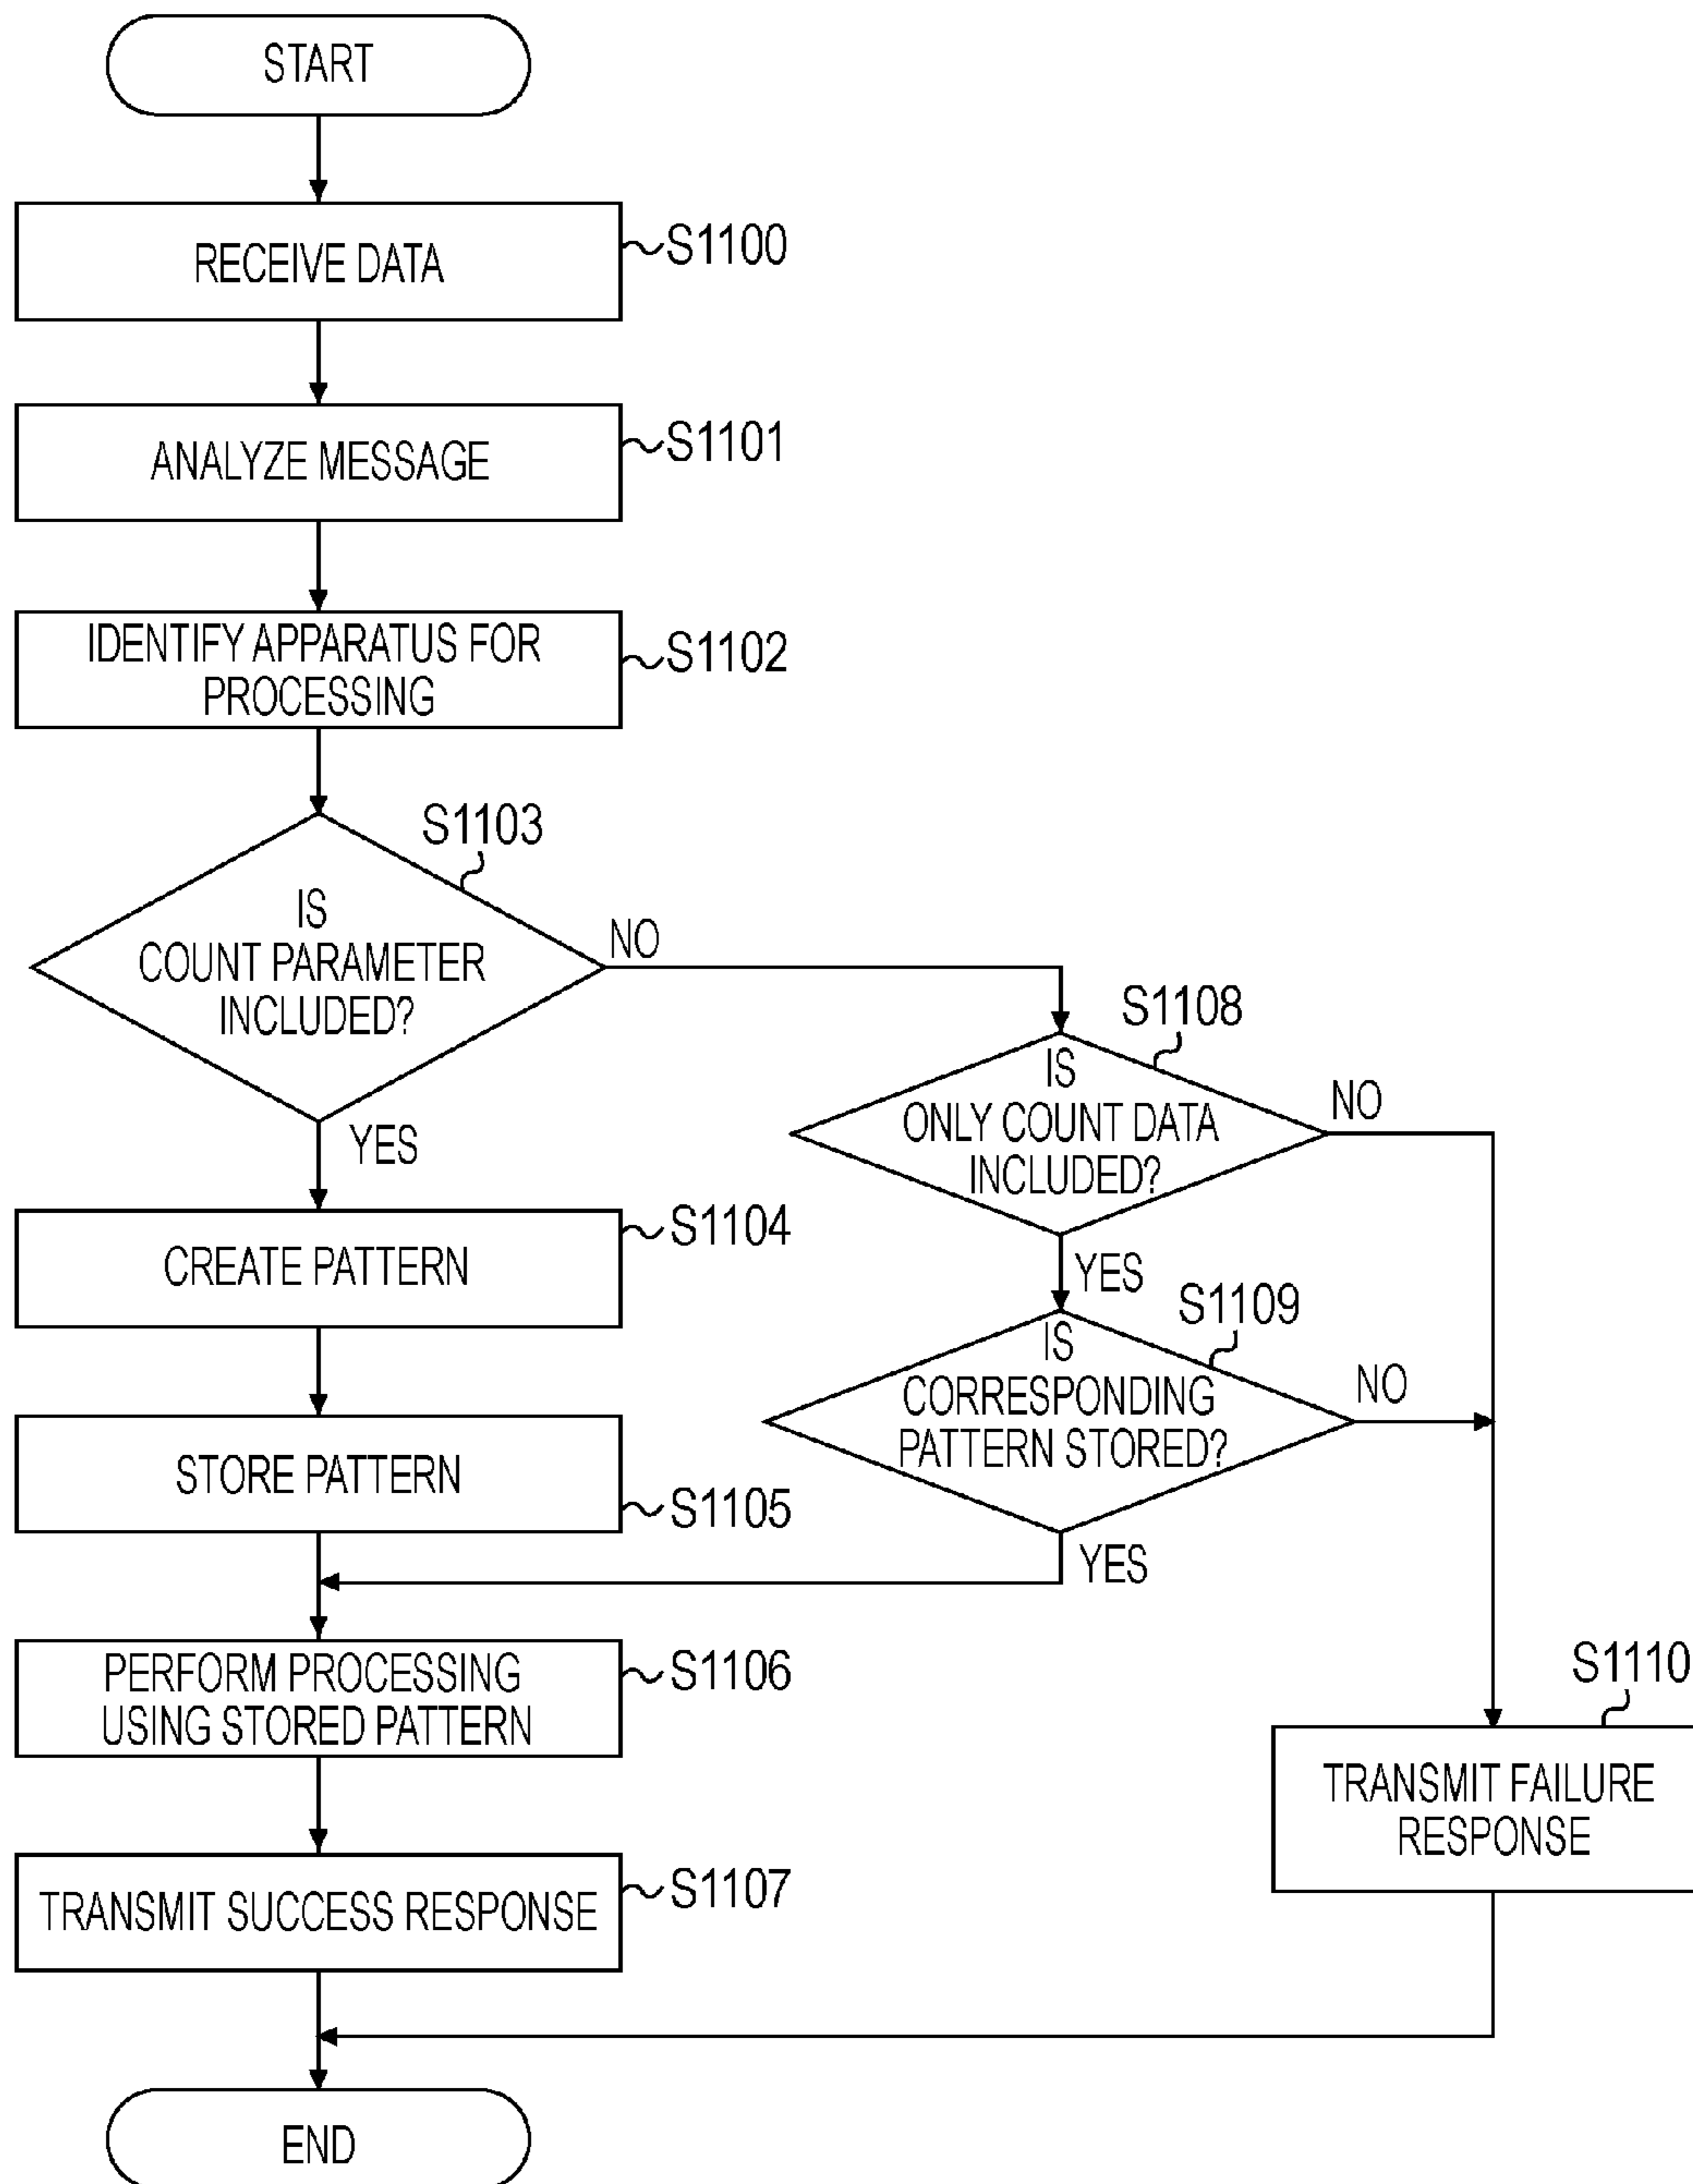 START
RECEIVE DATA
S1100
ANALYZE MESSAGE
S1101
IDENTIFY APPARATUS FOR
PROCESSING
S1102
S1103
IS
COUNT PARAMETER
INCLUDED?
NO
YES
S1108
IS
ONLY COUNT DATA
INCLUDED?
NO
YES
CREATE PATTERN
S1104
S1109
IS
CORRESPONDING
PATTERN STORED?
NO
YES
STORE PATTERN
S1105
PERFORM PROCESSING
USING STORED PATTERN
S1106
S1110
TRANSMIT FAILURE
RESPONSE
TRANSMIT SUCCESS RESPONSE
S1107
END